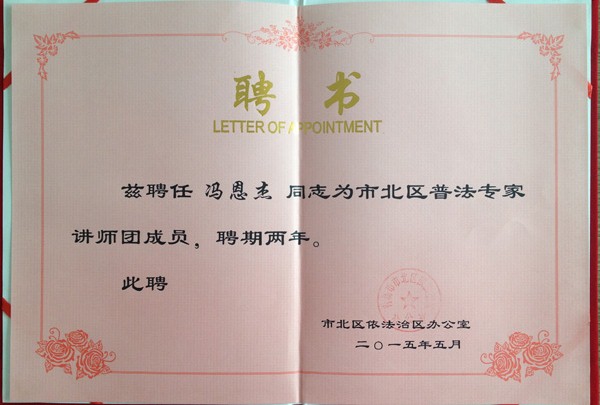 聘书
LETTER OF APPOINTMENT
兹聘任 冯恩杰 同志为市北区普法专家
讲师团成员，聘期两年。
此聘
市北区依法治区办公室
二〇一五年五月